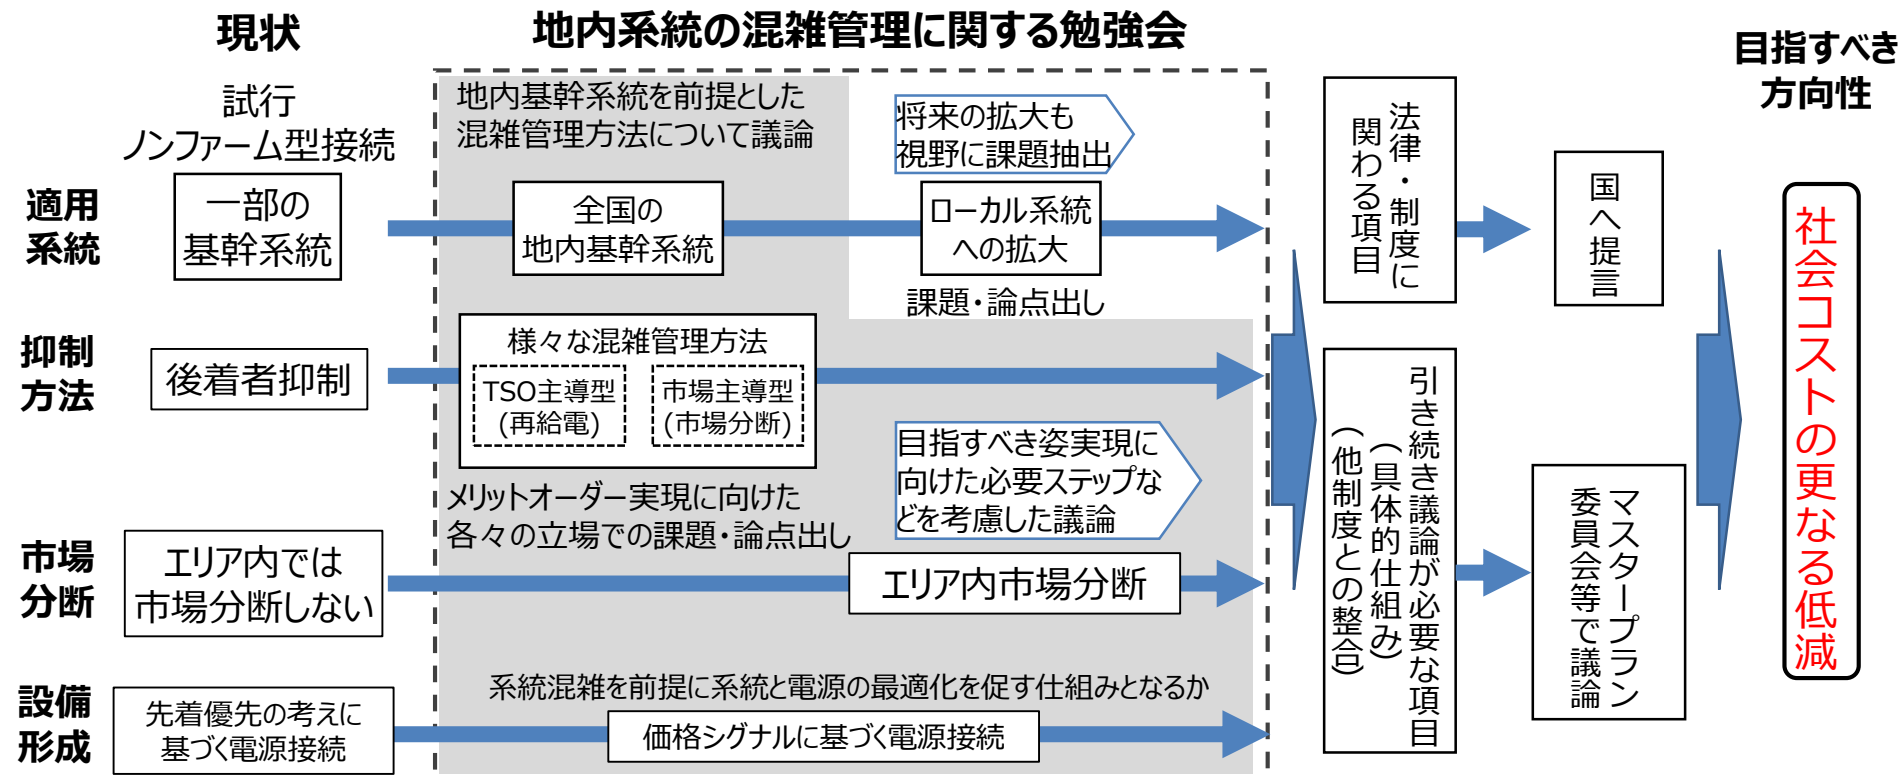 現状
地内系統の混雑管理に関する勉強会
目指すべき
方向性
試行
ノンファーム型接続
地内基幹系統を前提とした
混雑管理方法について議論
将来の拡大も
視野に課題抽出
適用
系統
一部の
基幹系統
全国の
地内基幹系統
ローカル系統
への拡大
課題・論点出し
抑制
方法
後着者抑制
様々な混雑管理方法
TSO主導型
(再給電)
市場主導型
(市場分断)
メリットオーダー実現に向けた
各々の立場での課題・論点出し
目指すべき姿実現に
向けた必要ステップな
どを考慮した議論
市場
分断
エリア内では
市場分断しない
エリア内市場分断
設備
形成
先着優先の考えに
基づく電源接続
系統混雑を前提に系統と電源の最適化を促す仕組みとなるか
価格シグナルに基づく電源接続
法律・制度に
関わる項目
国へ提言
引き続き議論が必要な項目
(具体的仕組み)
(他制度との整合)
マスタープラン
委員会等で議論
社会コストの更なる低減